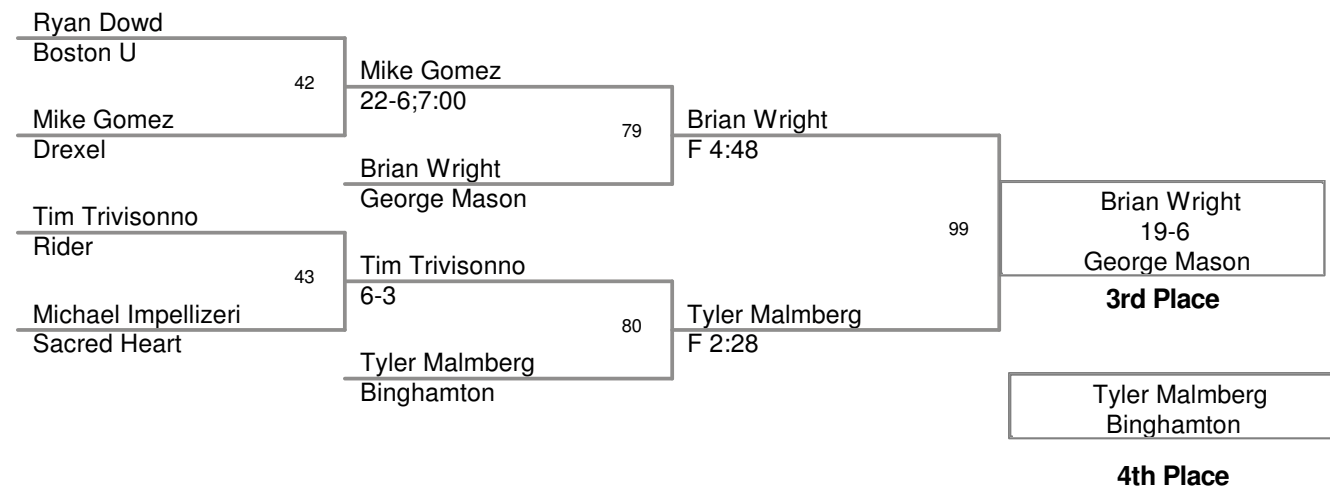 Ryan Dowd
Boston U
42
Mike Gomez
22-6;7:00
Mike Gomez
Drexel
79
Brian Wright
F 4:48
Brian Wright
George Mason
Tim Trivisonno
Rider
99
Brian Wright
19-6
George Mason
3rd Place
43
Tim Trivisonno
6-3
Michael Impellizeri
Sacred Heart
80
Tyler Malmberg
F 2:28
Tyler Malmberg
Binghamton
Tyler Malmberg
Binghamton
4th Place